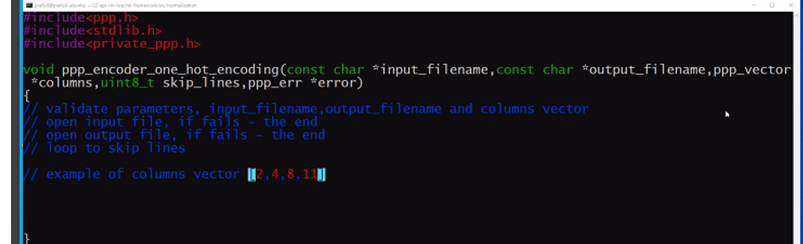 #include<ppp.h>
#include<stdlib.h>
#include<private_ppp.h>
void ppp_encoder_one_hot_encoding(const char *input_filename,const char *output_filename,ppp_vector
*columns,uint8_t skip_lines,ppp_err *error)
{
// validate parameters, input_filename,output_filename and columns vector
// open input file, if fails - the end
// open output file, if fails - the end
// loop to skip lines
// example of columns vector [2,4,8,11]
}